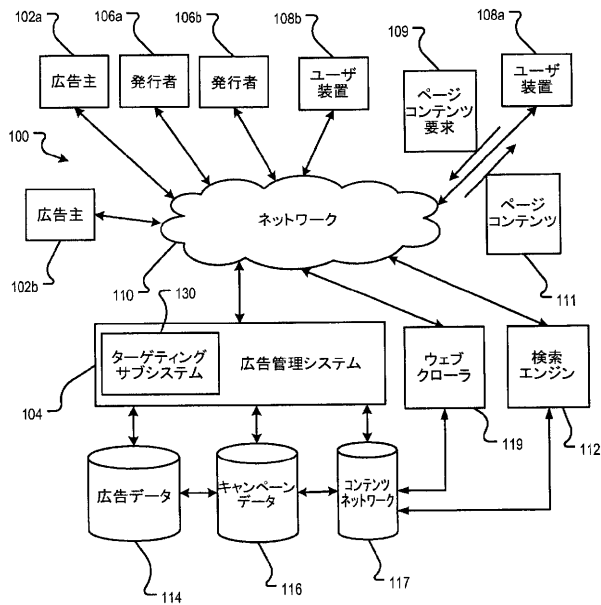 102a
106a
106b
108b
109
108a
広告主
発行者
発行者
ユーザ
装置
ページ
コンテンツ
要求
ユーザ
装置
100
広告主
ネットワーク
ページ
コンテンツ
102b
110
130
111
ターゲティング
サブシステム
広告管理システム
ウェブ
クローラ
検索
エンジン
104
119
112
広告データ
キャンペーン
データ
コンテンツ
ネットワーク
114
116
117